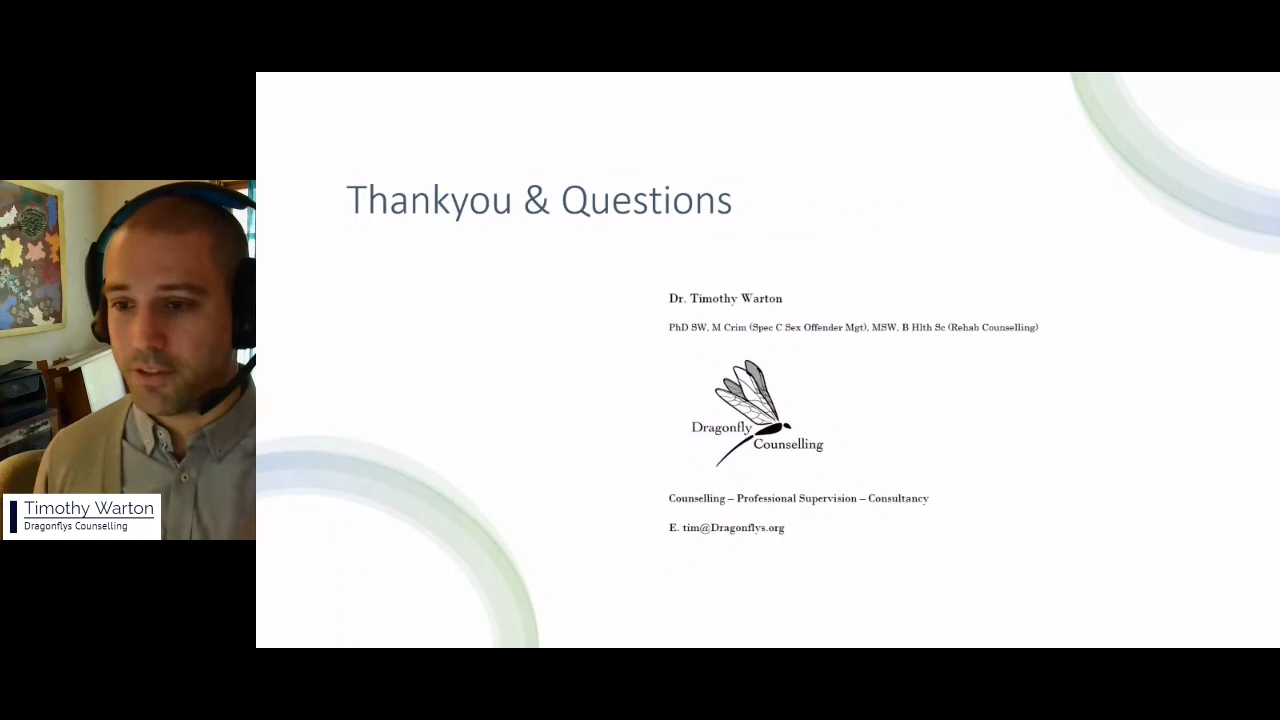 Thankyou & Questions
Dr. Timothy Warton
PhD SW, M Crim (Spec C Sex Offender Mgt), MSW, B Hlth Sc (Rehab Counselling)
Dragonfly
Counselling
Counselling – Professional Supervision – Consultancy
E. tim@Dragonflys.org
Timothy Warton
Dragonflys Counselling